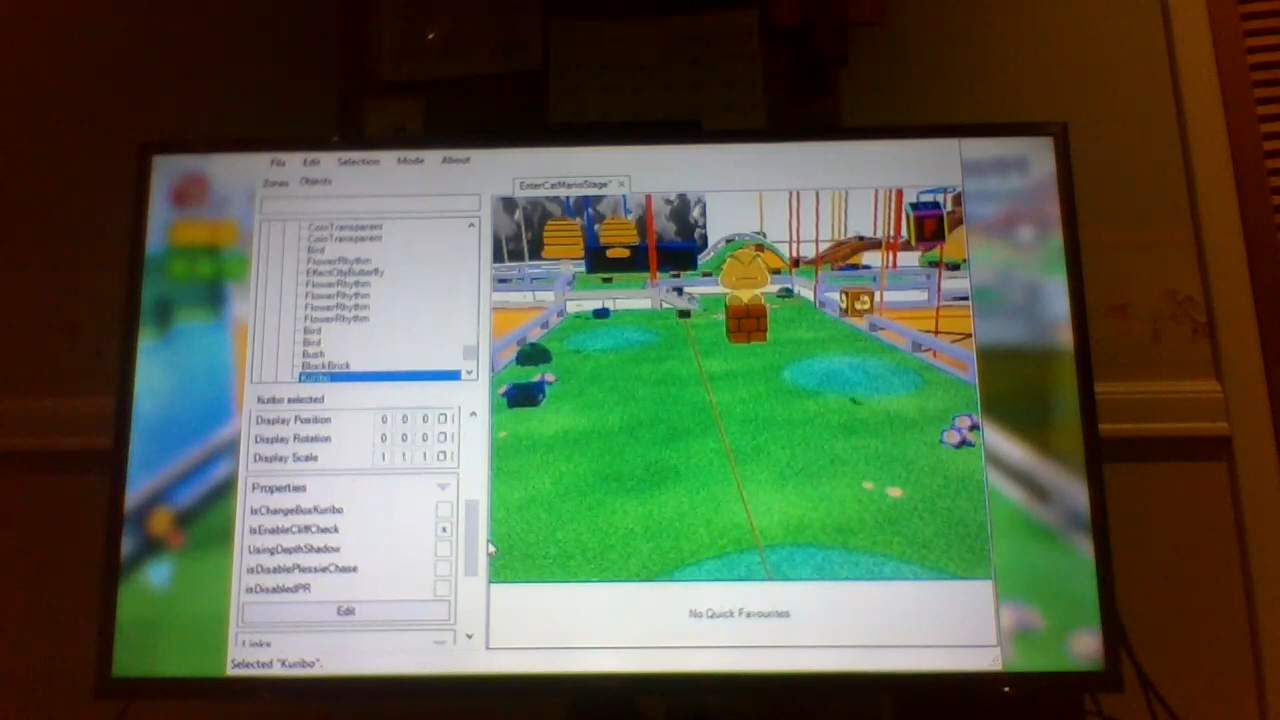 File Edit Selection Mode About
Zones Objects
EnterCatMarioStage* ×
CoinTransparent
CoinTransparent
Bird
FlowerRhythm
EffectObjButterfly
FlowerRhythm
FlowerRhythm
FlowerRhythm
FlowerRhythm
Bird
Bird
Bush
BlockBrick
Kuribo
Kuribo selected
Display Position 0 0 0
Display Rotation 0 0 0
Display Scale 1 1 1
Properties
IsChangeBoxKuribo
IsEnableCliffCheck x
UsingDepthShadow
isDisablePlessieChase
isDisabledPR
Edit
Links
No Quick Favourites
Selected "Kuribo".